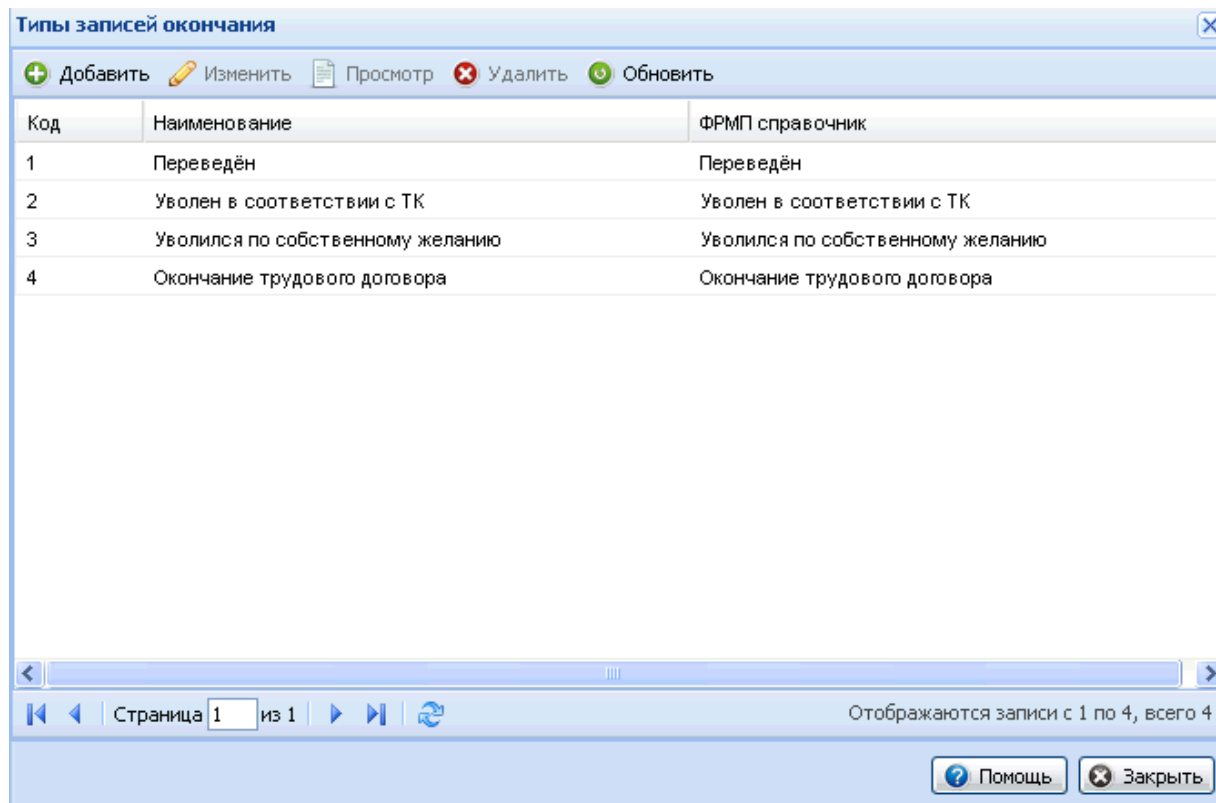 Типы записей окончания
Добавить Изменить Просмотр Удалить Обновить
Код Наименование ФРМП справочник
1 Переведён Переведён
2 Уволен в соответствии с ТК Уволен в соответствии с ТК
3 Уволился по собственному желанию Уволился по собственному желанию
4 Окончание трудового договора Окончание трудового договора
Страница 1 из 1 Отображаются записи с 1 по 4, всего 4
Помощь Закрыть